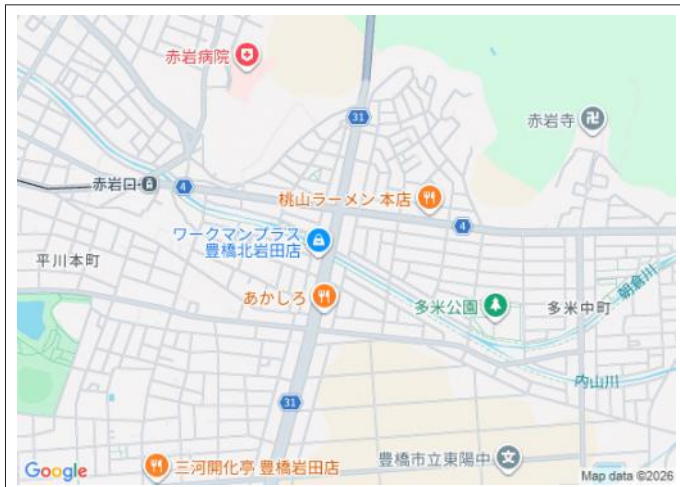 赤岩病院
31
赤岩寺
赤岩口
4
桃山ラーメン 本店
4
ワークマンプラス
豊橋北岩田店
平川本町
朝倉川
あかしろ
多米公園
多米中町
内山川
31
豊橋市立東陽中
三河開化亭 豊橋岩田店
Google
Map data ©2026